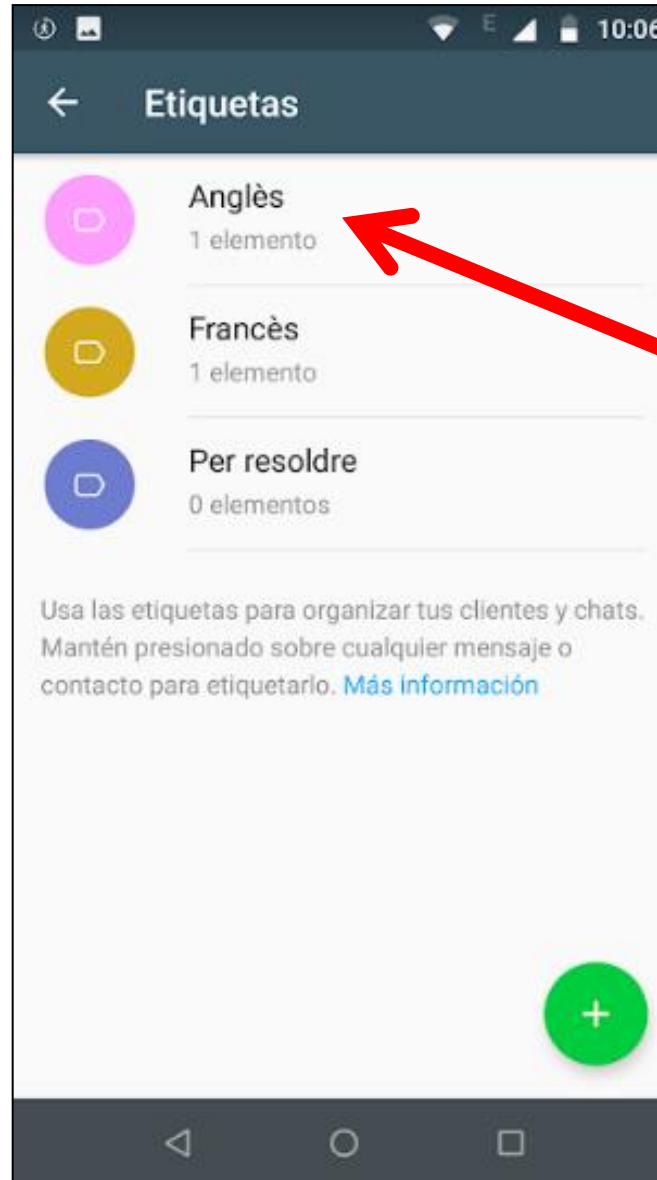 E 10:06
Etiquetas
Anglès
1 elemento
Francès
1 elemento
Per resoldre
0 elementos
Usa las etiquetas para organizar tus clientes y chats.
Mantén presionado sobre cualquier mensaje o
contacto para etiquetarlo. Más información